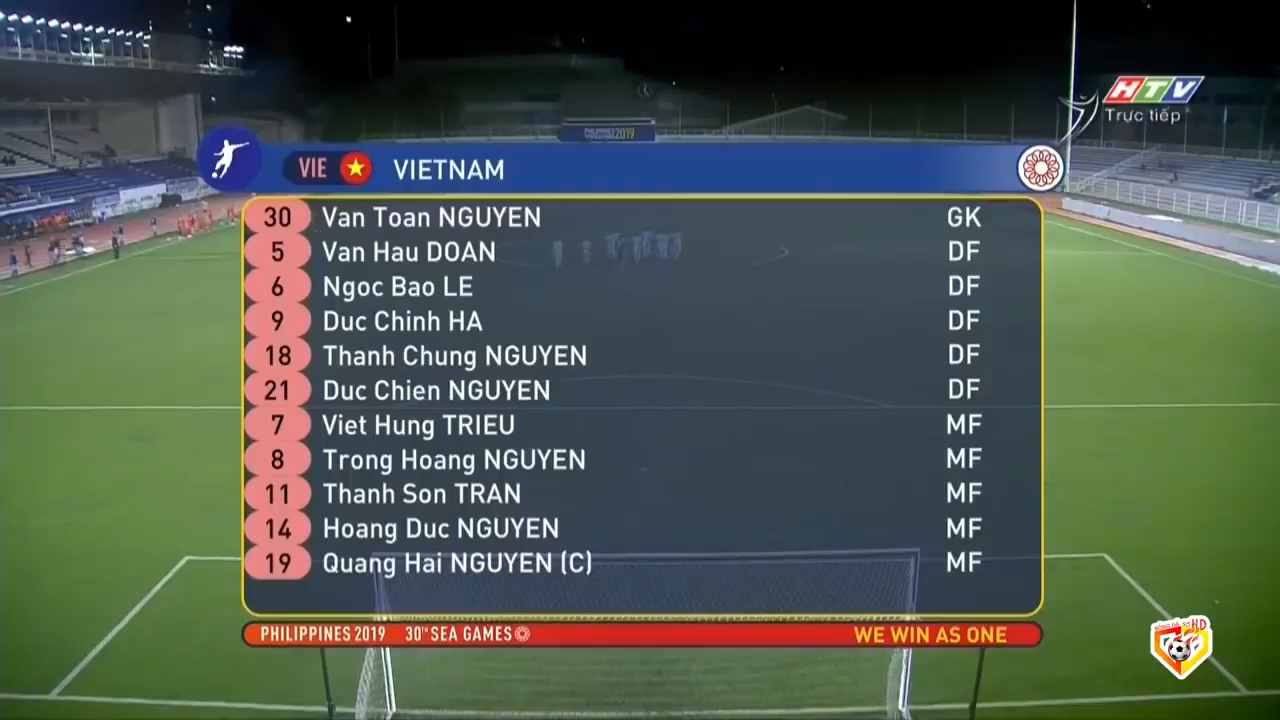 HTV
Trực tiếp
2019
VIE VIETNAM
30 Van Toan NGUYEN GK
5 Van Hau DOAN DF
6 Ngoc Bao LE DF
9 Duc Chinh HA DF
18 Thanh Chung NGUYEN DF
21 Duc Chien NGUYEN DF
7 Viet Hung TRIEU MF
8 Trong Hoang NGUYEN MF
11 Thanh Son TRAN MF
14 Hoang Duc NGUYEN MF
19 Quang Hai NGUYEN (C) MF
PHILIPPINES 2019 30TH SEA GAMES WE WIN AS ONE
HD